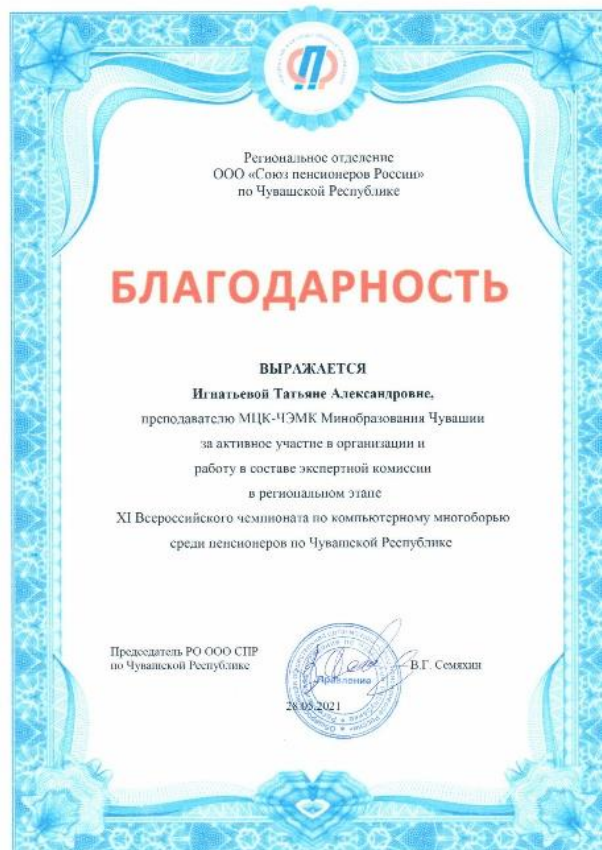 Региональное отделение
ООО «Союз пенсионеров России»
по Чувашской Республике
БЛАГОДАРНОСТЬ
ВЫРАЖАЕТСЯ
Игнатьевой Татьяне Александровне,
преподавателю МЦК-ЧЭМК Минобразования Чувашии
за активное участие в организации и
работу в составе экспертной комиссии
в региональном этапе
XI Всероссийского чемпионата по компьютерному многоборью
среди пенсионеров по Чувашской Республике
Председатель РО ООО СПР
по Чувашской Республике
В.Г. Семяхин
Правление
28.05.2021